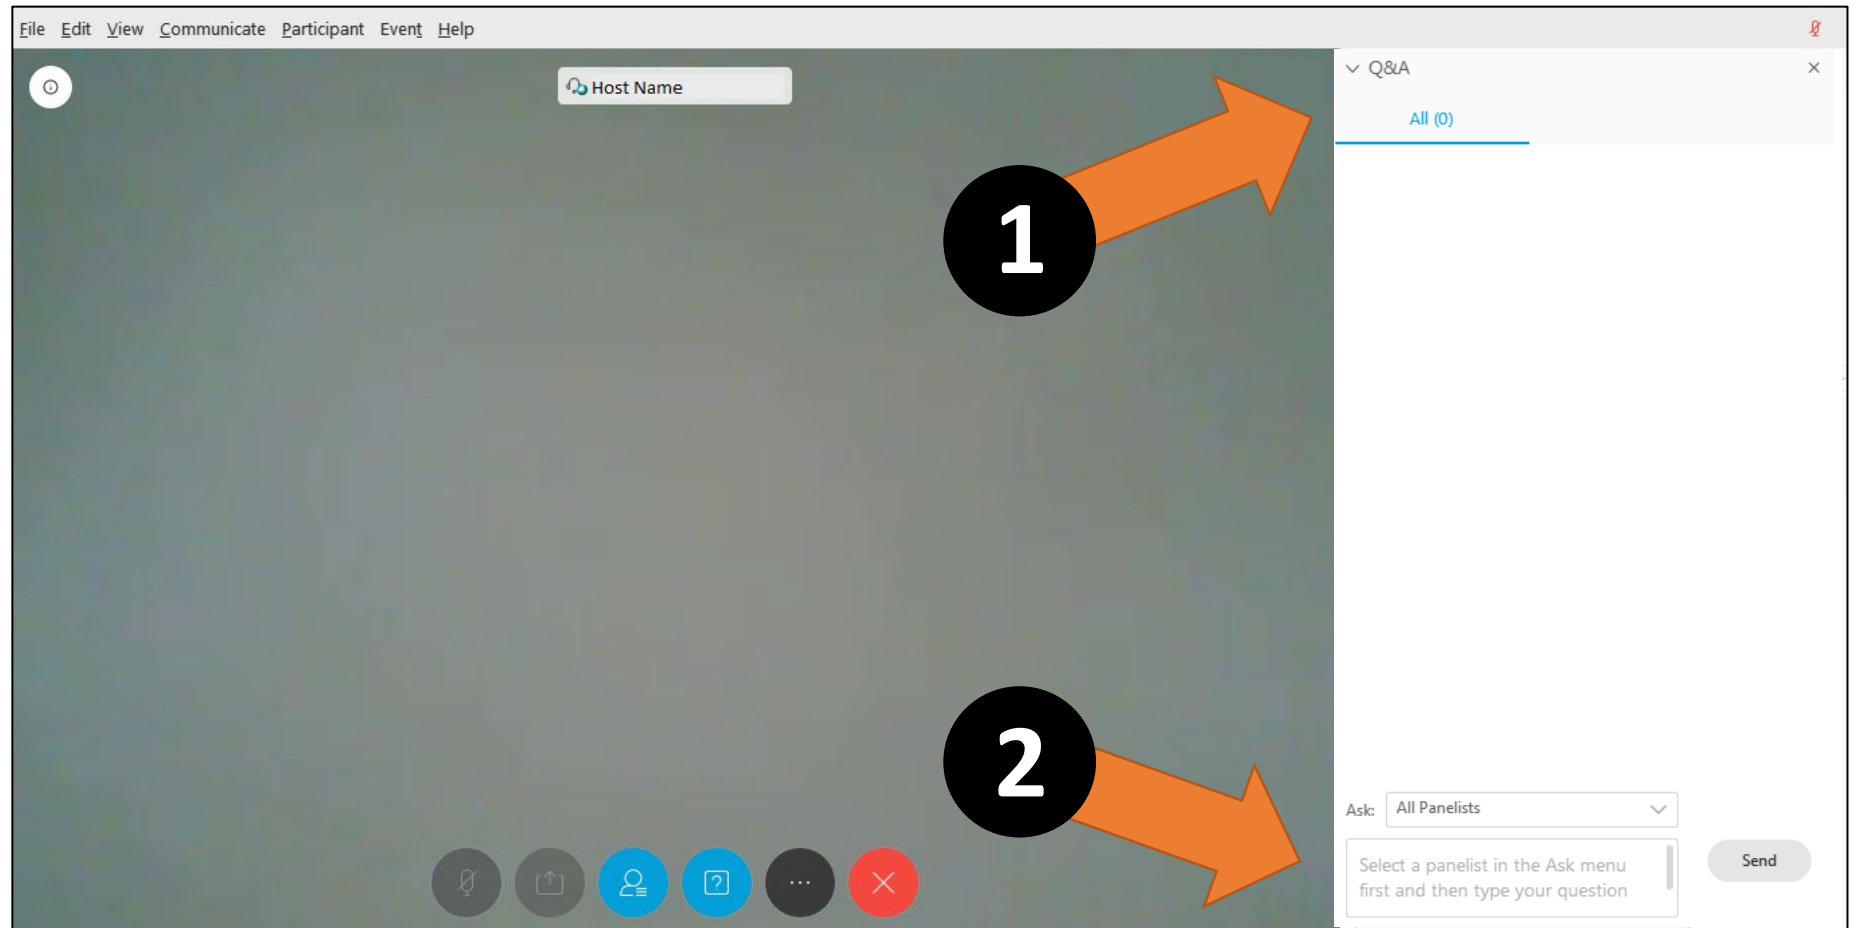 File Edit View Communicate Participant Event Help
Host Name
Q&A
All (0)
1
2
Ask: All Panelists
Select a panelist in the Ask menu
first and then type your question
Send